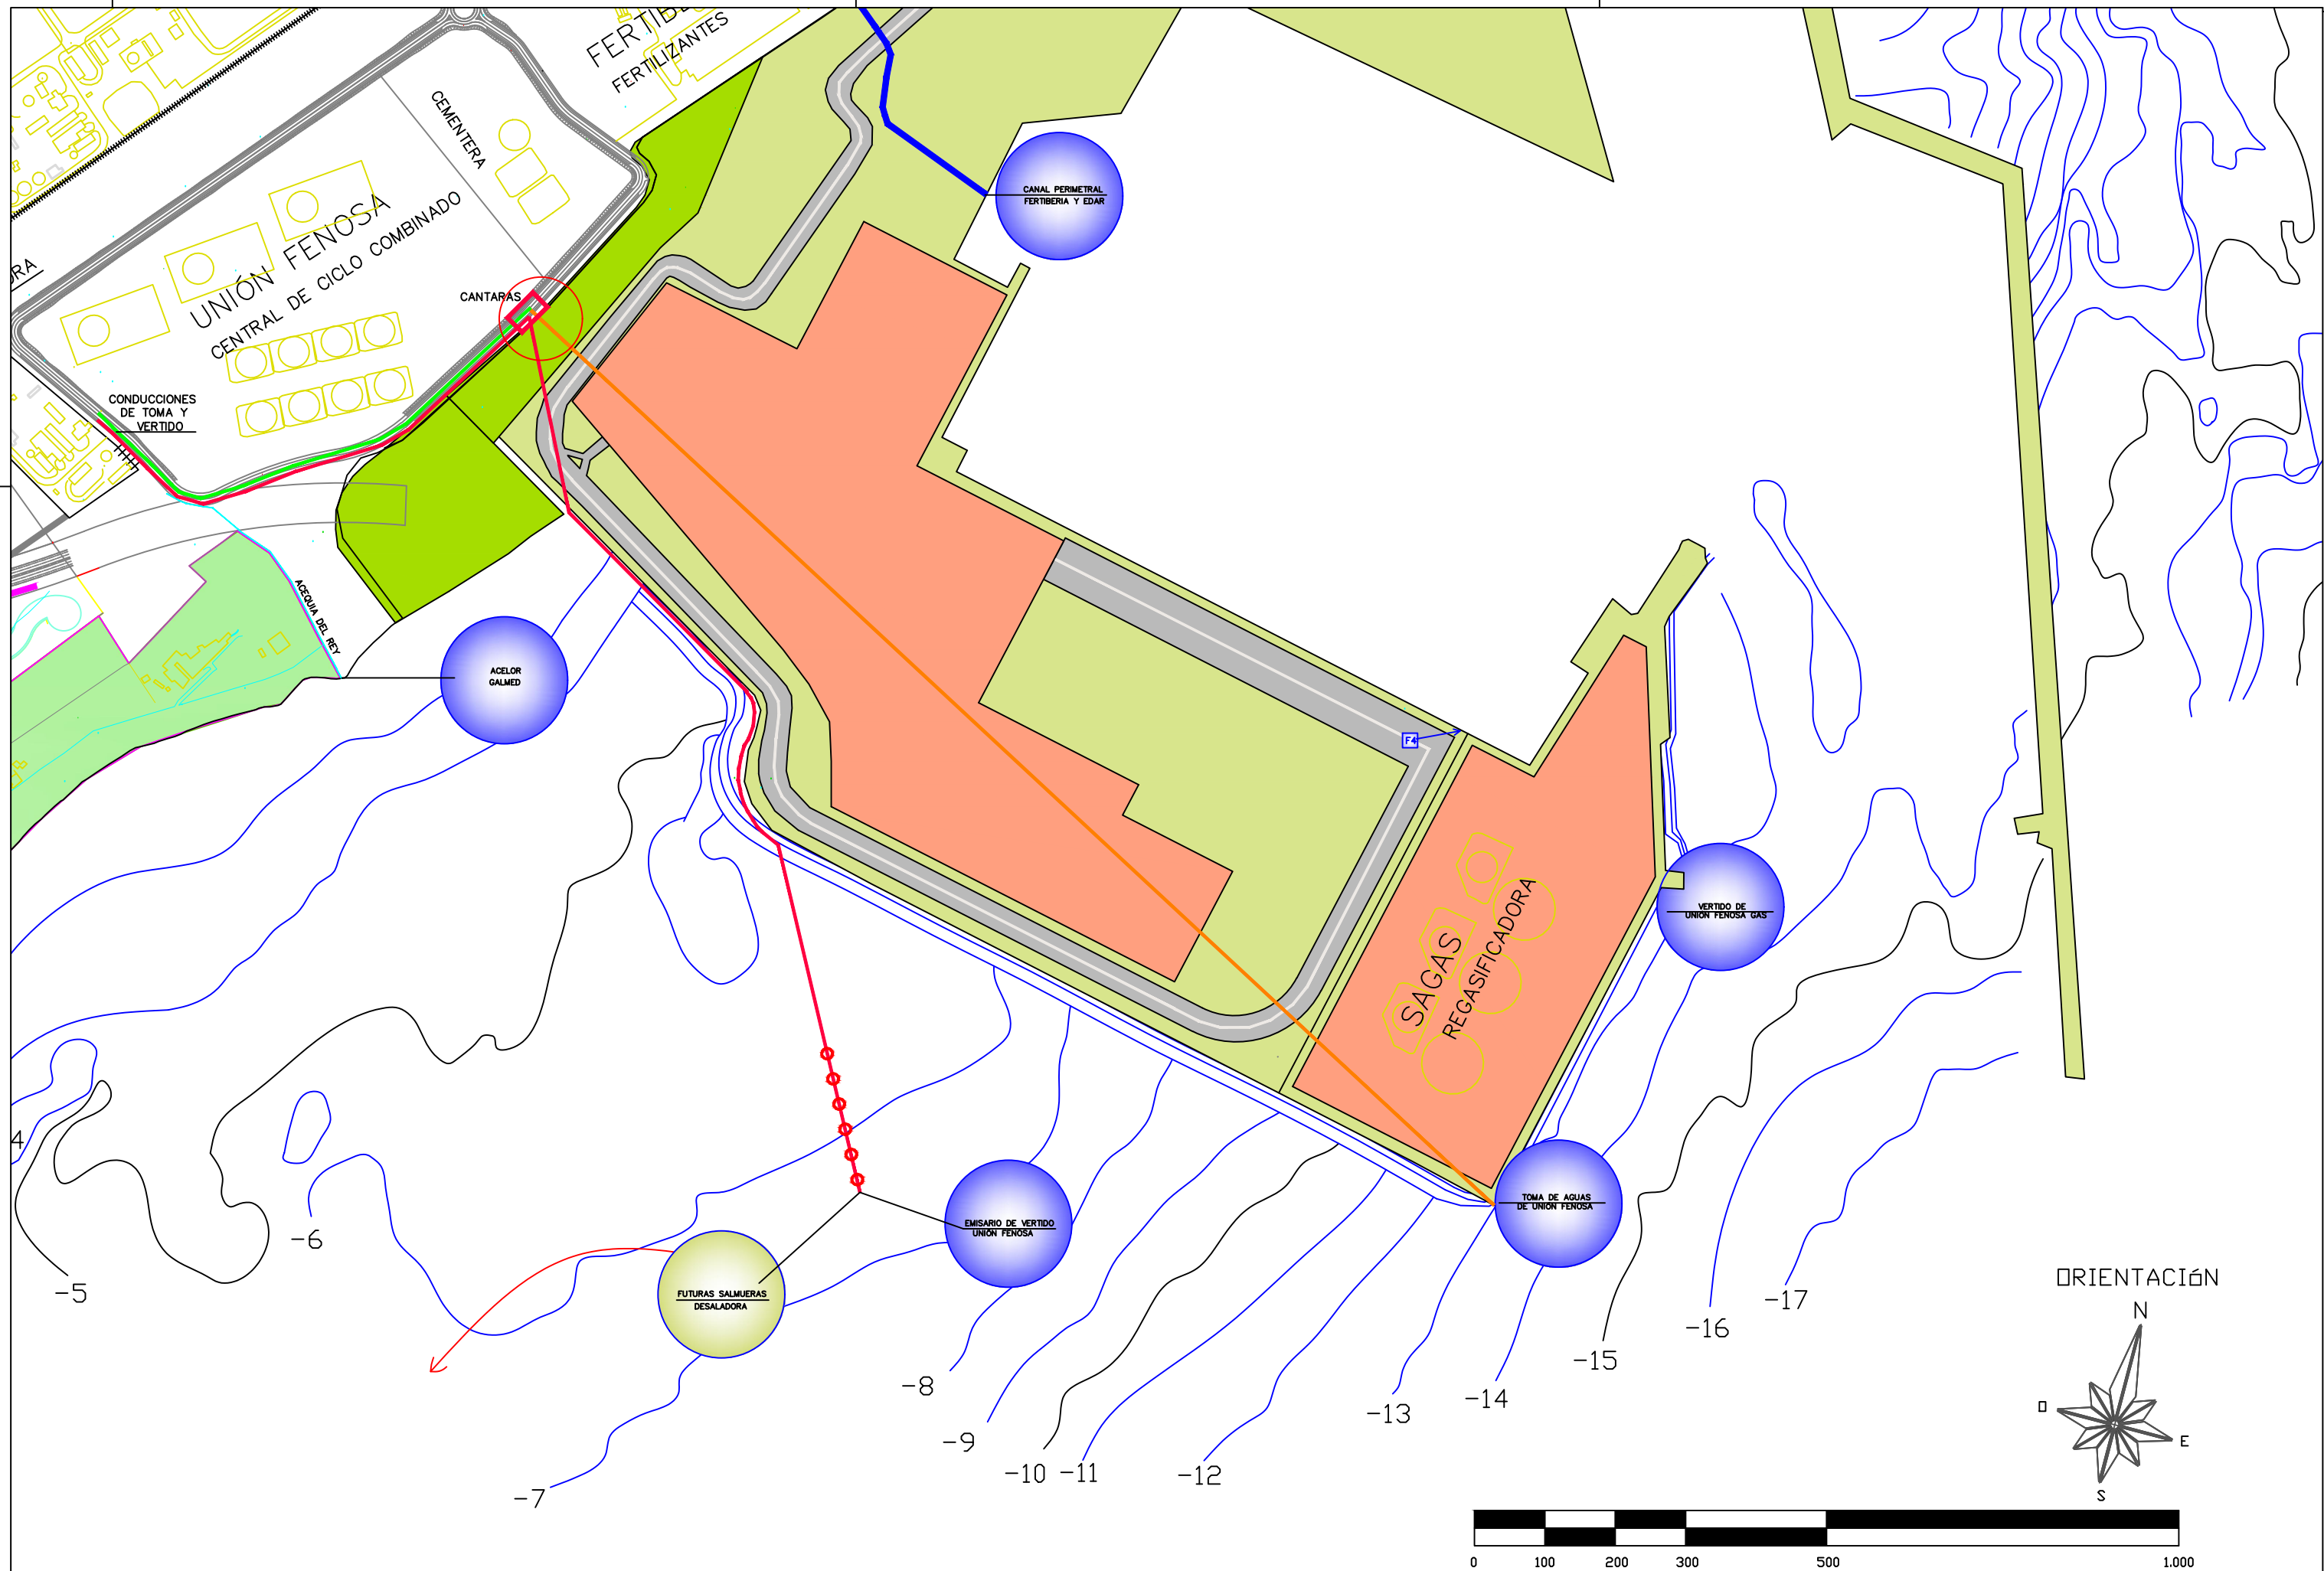 FERTILIZANTES
CEMENTERA
UNIÓN FENOSA
CENTRAL DE CICLO COMBINADO
CANTARAS
CONDUCCIONES
DE TOMA Y
VERTIDO
CANAL PERIMETRAL
FERTIBERIA Y EDAR
ACEQUIA DEL REY
ACELOR
GALMED
F4
SAGAS
REGASIFICADORA
VERTIDO DE
UNION FENOSA GAS
TOMA DE AGUAS
DE UNION FENOSA
EMISARIO DE VERTIDO
UNIÓN FENOSA
FUTURAS SALMUERAS
DESALADORA
4
-5
-6
-7
-8
-9
-10
-11
-12
-13
-14
-15
-16
-17
ORIENTACIóN
N
O
E
S
0 100 200 300 500 1.000